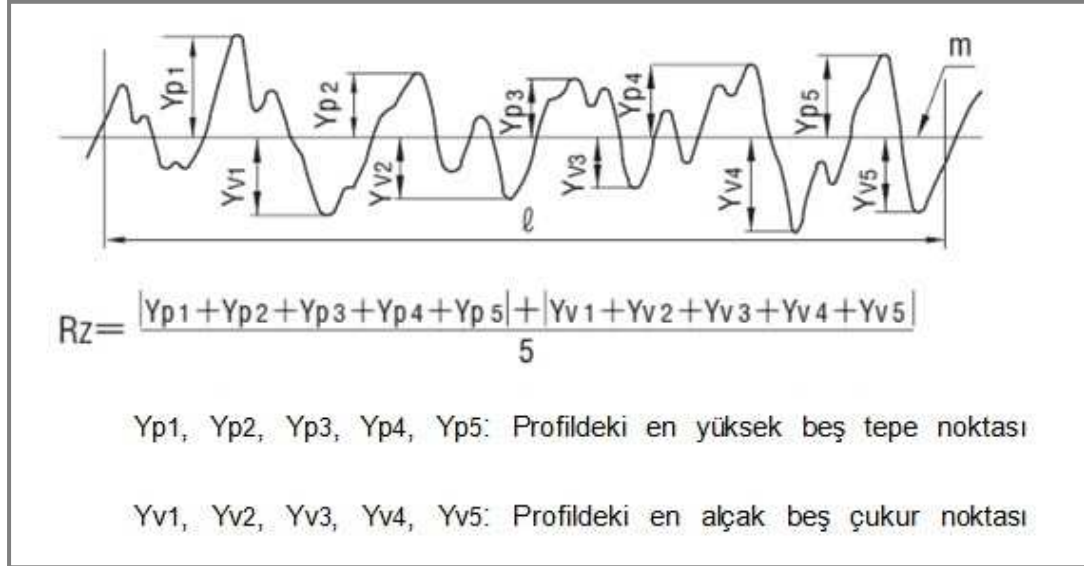 m
Yp1 Yp2 Yp3 Yp4 Yp5
Yv1 Yv2 Yv3 Yv4 Yv5
ℓ
Rz= |Yp1+Yp2+Yp3+Yp4+Yp5|+|Yv1+Yv2+Yv3+Yv4+Yv5|
5
Yp1, Yp2, Yp3, Yp4, Yp5: Profildeki en yüksek beş tepe noktası
Yv1, Yv2, Yv3, Yv4, Yv5: Profildeki en alçak beş çukur noktası